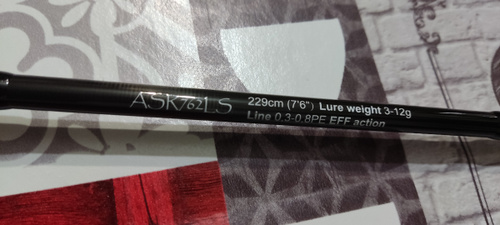 ASK762LS 229cm (7'6") Lure weight 3-12g
Line 0.3-0.8PE EFF action